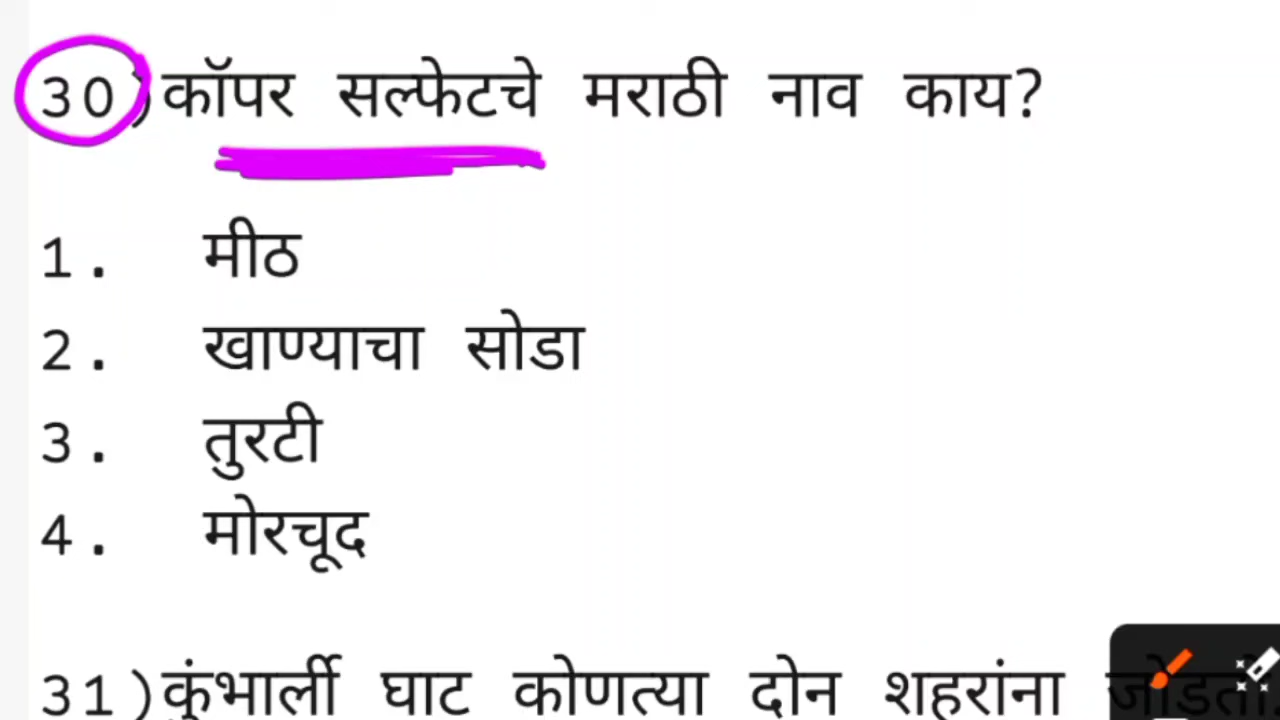 30)कॉपर सल्फेटचे मराठी नाव काय?
1. मीठ
2. खाण्याचा सोडा
3. तुरटी
4. मोरचूद
31)कुंभार्ली घाट कोणत्या दोन शहरांना